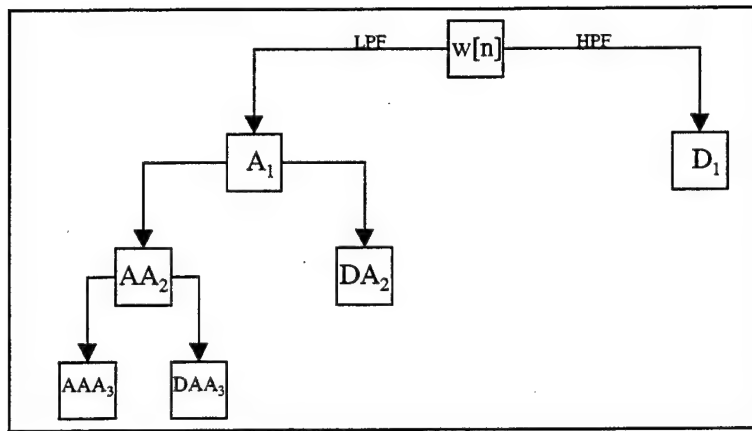 LPF w[n] HPF
A₁ D₁
AA₂ DA₂
AAA₃ DAA₃